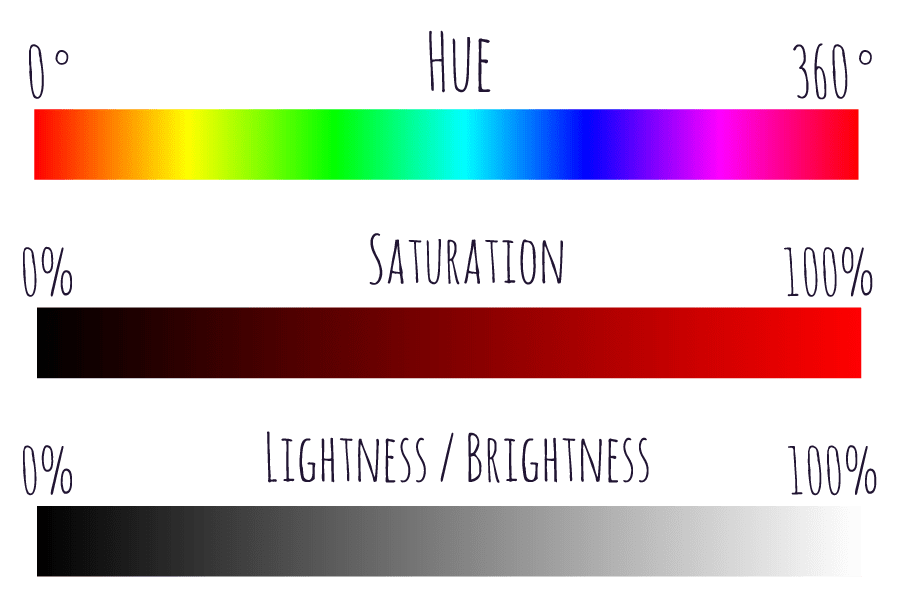 Hue
0° 360°
Saturation
0% 100%
Lightness / Brightness
0% 100%